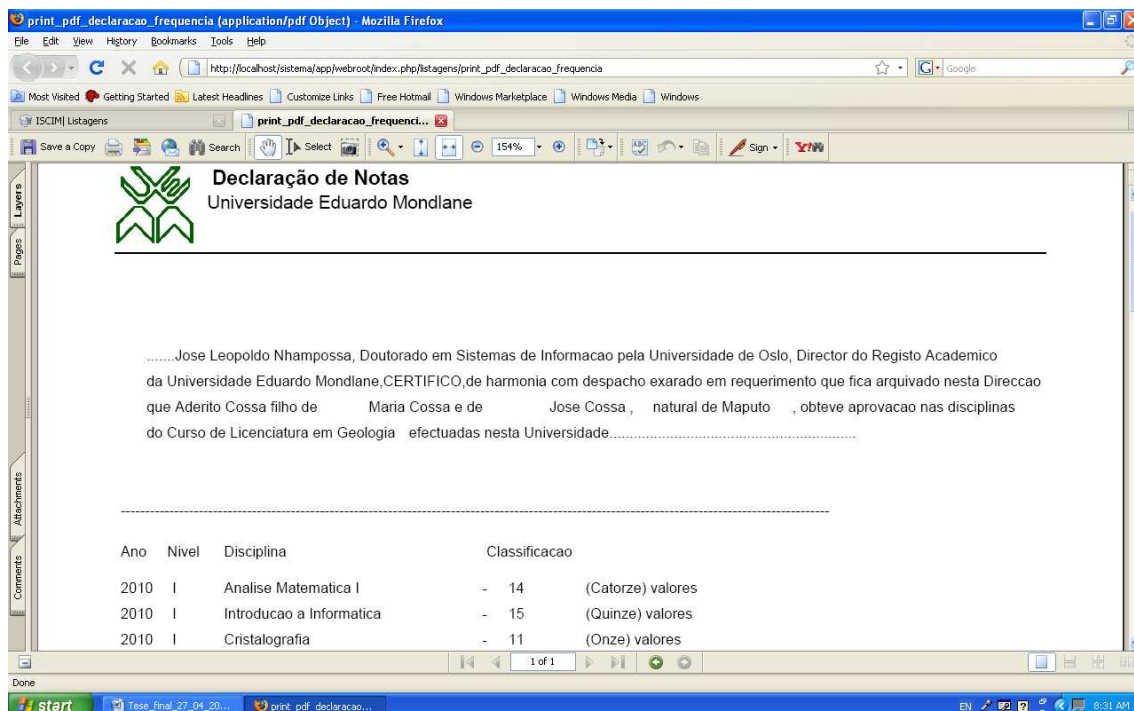 print_pdf_declaracao_frequencia (application/pdf Object) - Mozilla Firefox
File Edit View History Bookmarks Tools Help
http://localhost/sistema/app/webroot/index.php/listagens/print_pdf_declaracao_frequencia
G Google
Most Visited Getting Started Latest Headlines Customize Links Free Hotmail Windows Marketplace Windows Media Windows
ISCIM| Listagens print_pdf_declaracao_frequenci...
Save a Copy Search Select 154% Sign Y!
Layers
Pages
Attachments
Comments
Declaração de Notas
Universidade Eduardo Mondlane
.......Jose Leopoldo Nhampossa, Doutorado em Sistemas de Informacao pela Universidade de Oslo, Director do Registo Academico
da Universidade Eduardo Mondlane,CERTIFICO,de harmonia com despacho exarado em requerimento que fica arquivado nesta Direccao
que Aderito Cossa filho de Maria Cossa e de Jose Cossa , natural de Maputo , obteve aprovacao nas disciplinas
do Curso de Licenciatura em Geologia efectuadas nesta Universidade.............................................................
------------------------------------------------------------------------------------------------------------------------------------------------
Ano Nivel Disciplina Classificacao
2010 I Analise Matematica I - 14 (Catorze) valores
2010 I Introducao a Informatica - 15 (Quinze) valores
2010 I Cristalografia - 11 (Onze) valores
1 of 1
Done
start Tese_final_27_04_20... print_pdf_declaracao... EN 8:31 AM